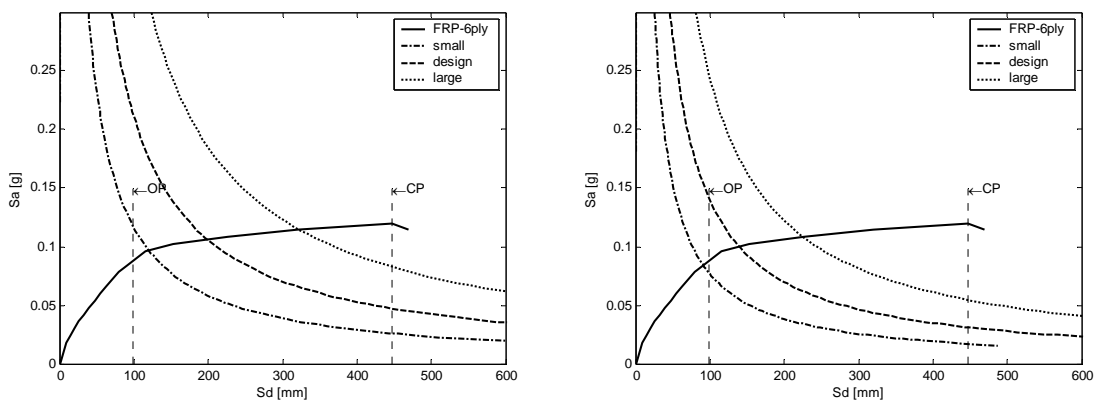 FRP-6ply
small
design
large
0.25
0.2
0.15
0.1
0.05
0
Sa [g]
←OP
←CP
0 100 200 300 400 500 600
Sd [mm]
FRP-6ply
small
design
large
0.25
0.2
0.15
0.1
0.05
0
Sa [g]
←OP
←CP
0 100 200 300 400 500 600
Sd [mm]